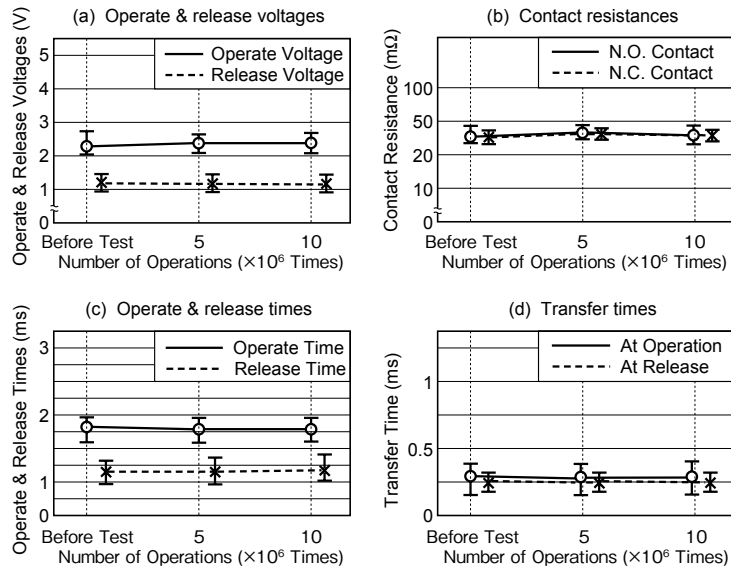 (a) Operate & release voltages
Operate & Release Voltages (V)
5
4
3
2
1
0
Operate Voltage
Release Voltage
Before Test
5
10
Number of Operations (×10⁶ Times)
(b) Contact resistances
Contact Resistance (mΩ)
100
50
20
10
0
N.O. Contact
N.C. Contact
Before Test
5
10
Number of Operations (×10⁶ Times)
(c) Operate & release times
Operate & Release Times (ms)
3
2
1
0
Operate Time
Release Time
Before Test
5
10
Number of Operations (×10⁶ Times)
(d) Transfer times
Transfer Time (ms)
1
0.5
0
At Operation
At Release
Before Test
5
10
Number of Operations (×10⁶ Times)